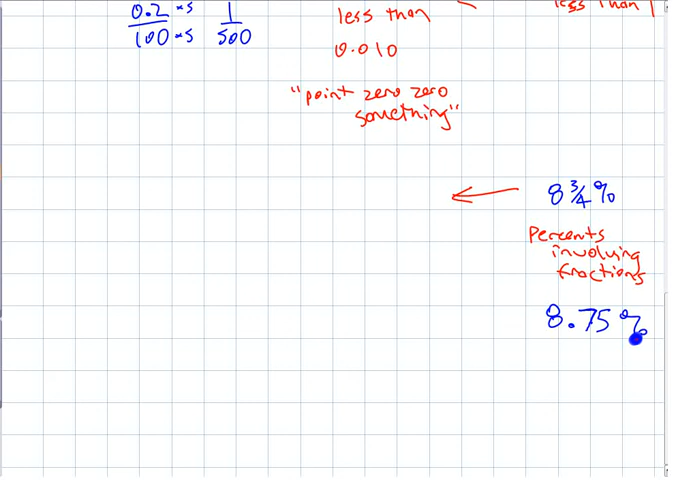 0.2 ×5 1
100 ×5 500
less than
0.010
"point zero zero
something"
less than 1
8 3/4 %
Percents
involving
fractions
8.75 %